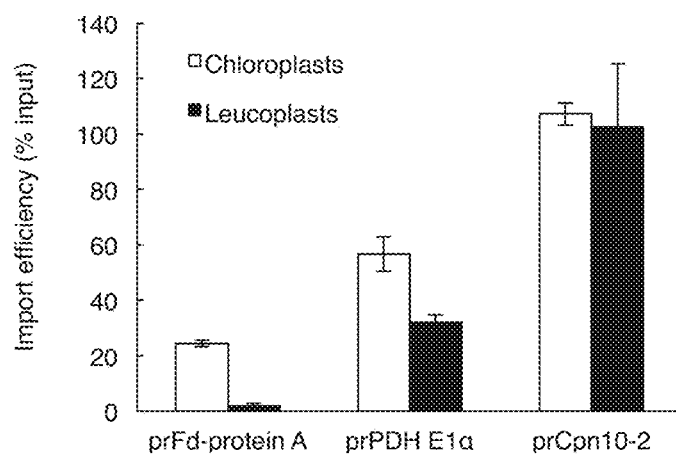 Import efficiency (% input)
140
120
100
80
60
40
20
0
Chloroplasts
Leucoplasts
prFd-protein A
prPDH E1α
prCpn10-2